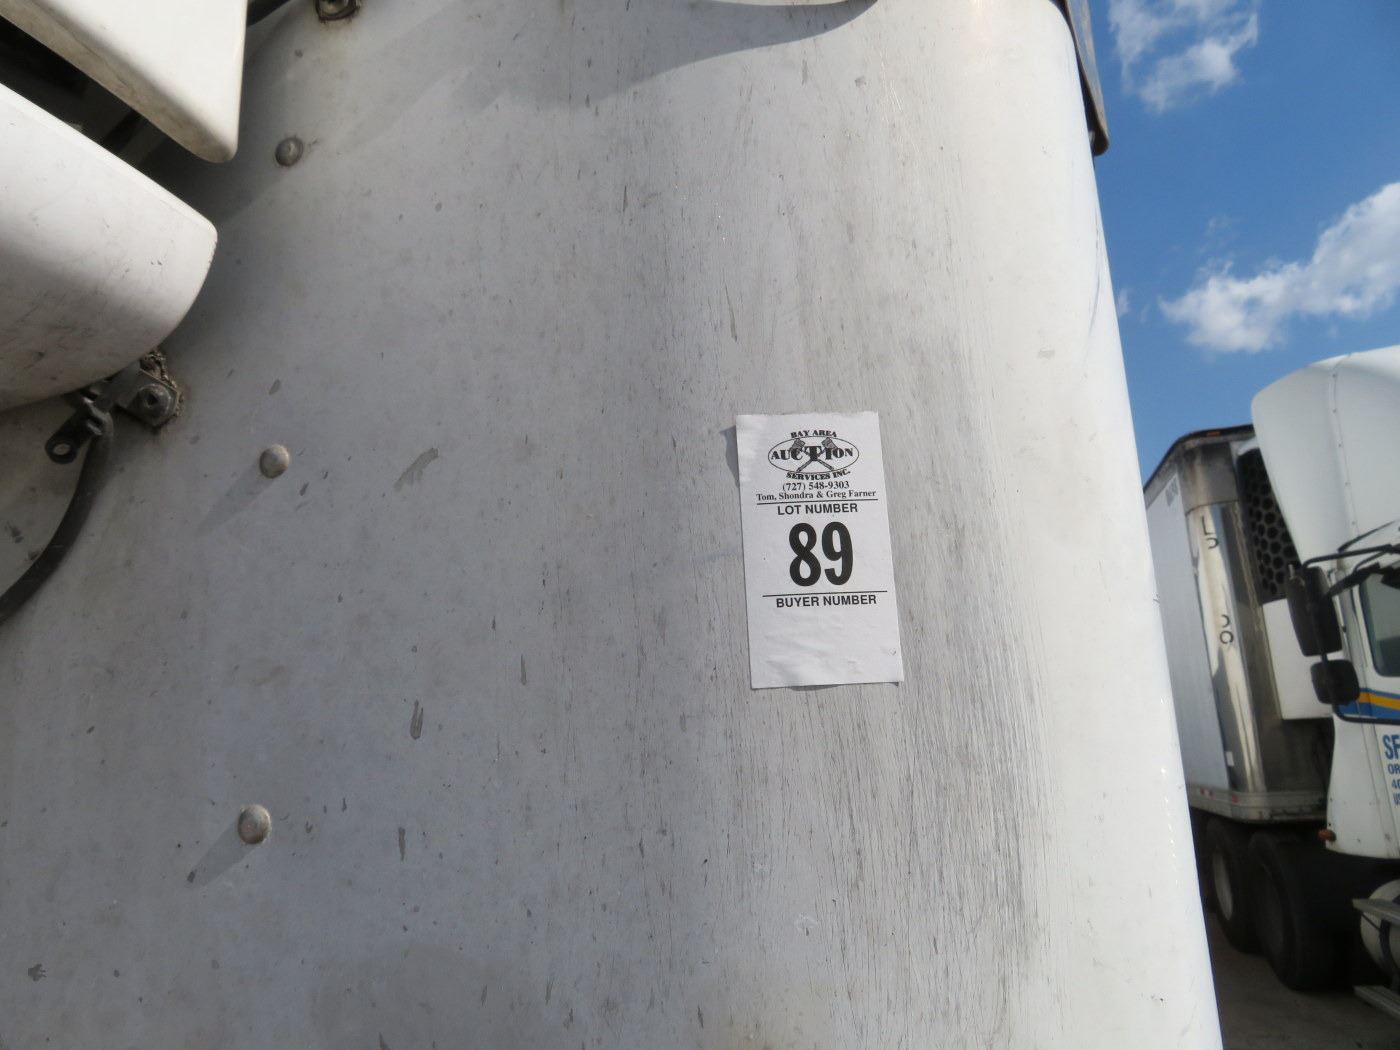 BAY AREA
AUCTION
SERVICES INC.
(727) 548-9303
Tom, Shondra & Greg Farner
LOT NUMBER
89
BUYER NUMBER